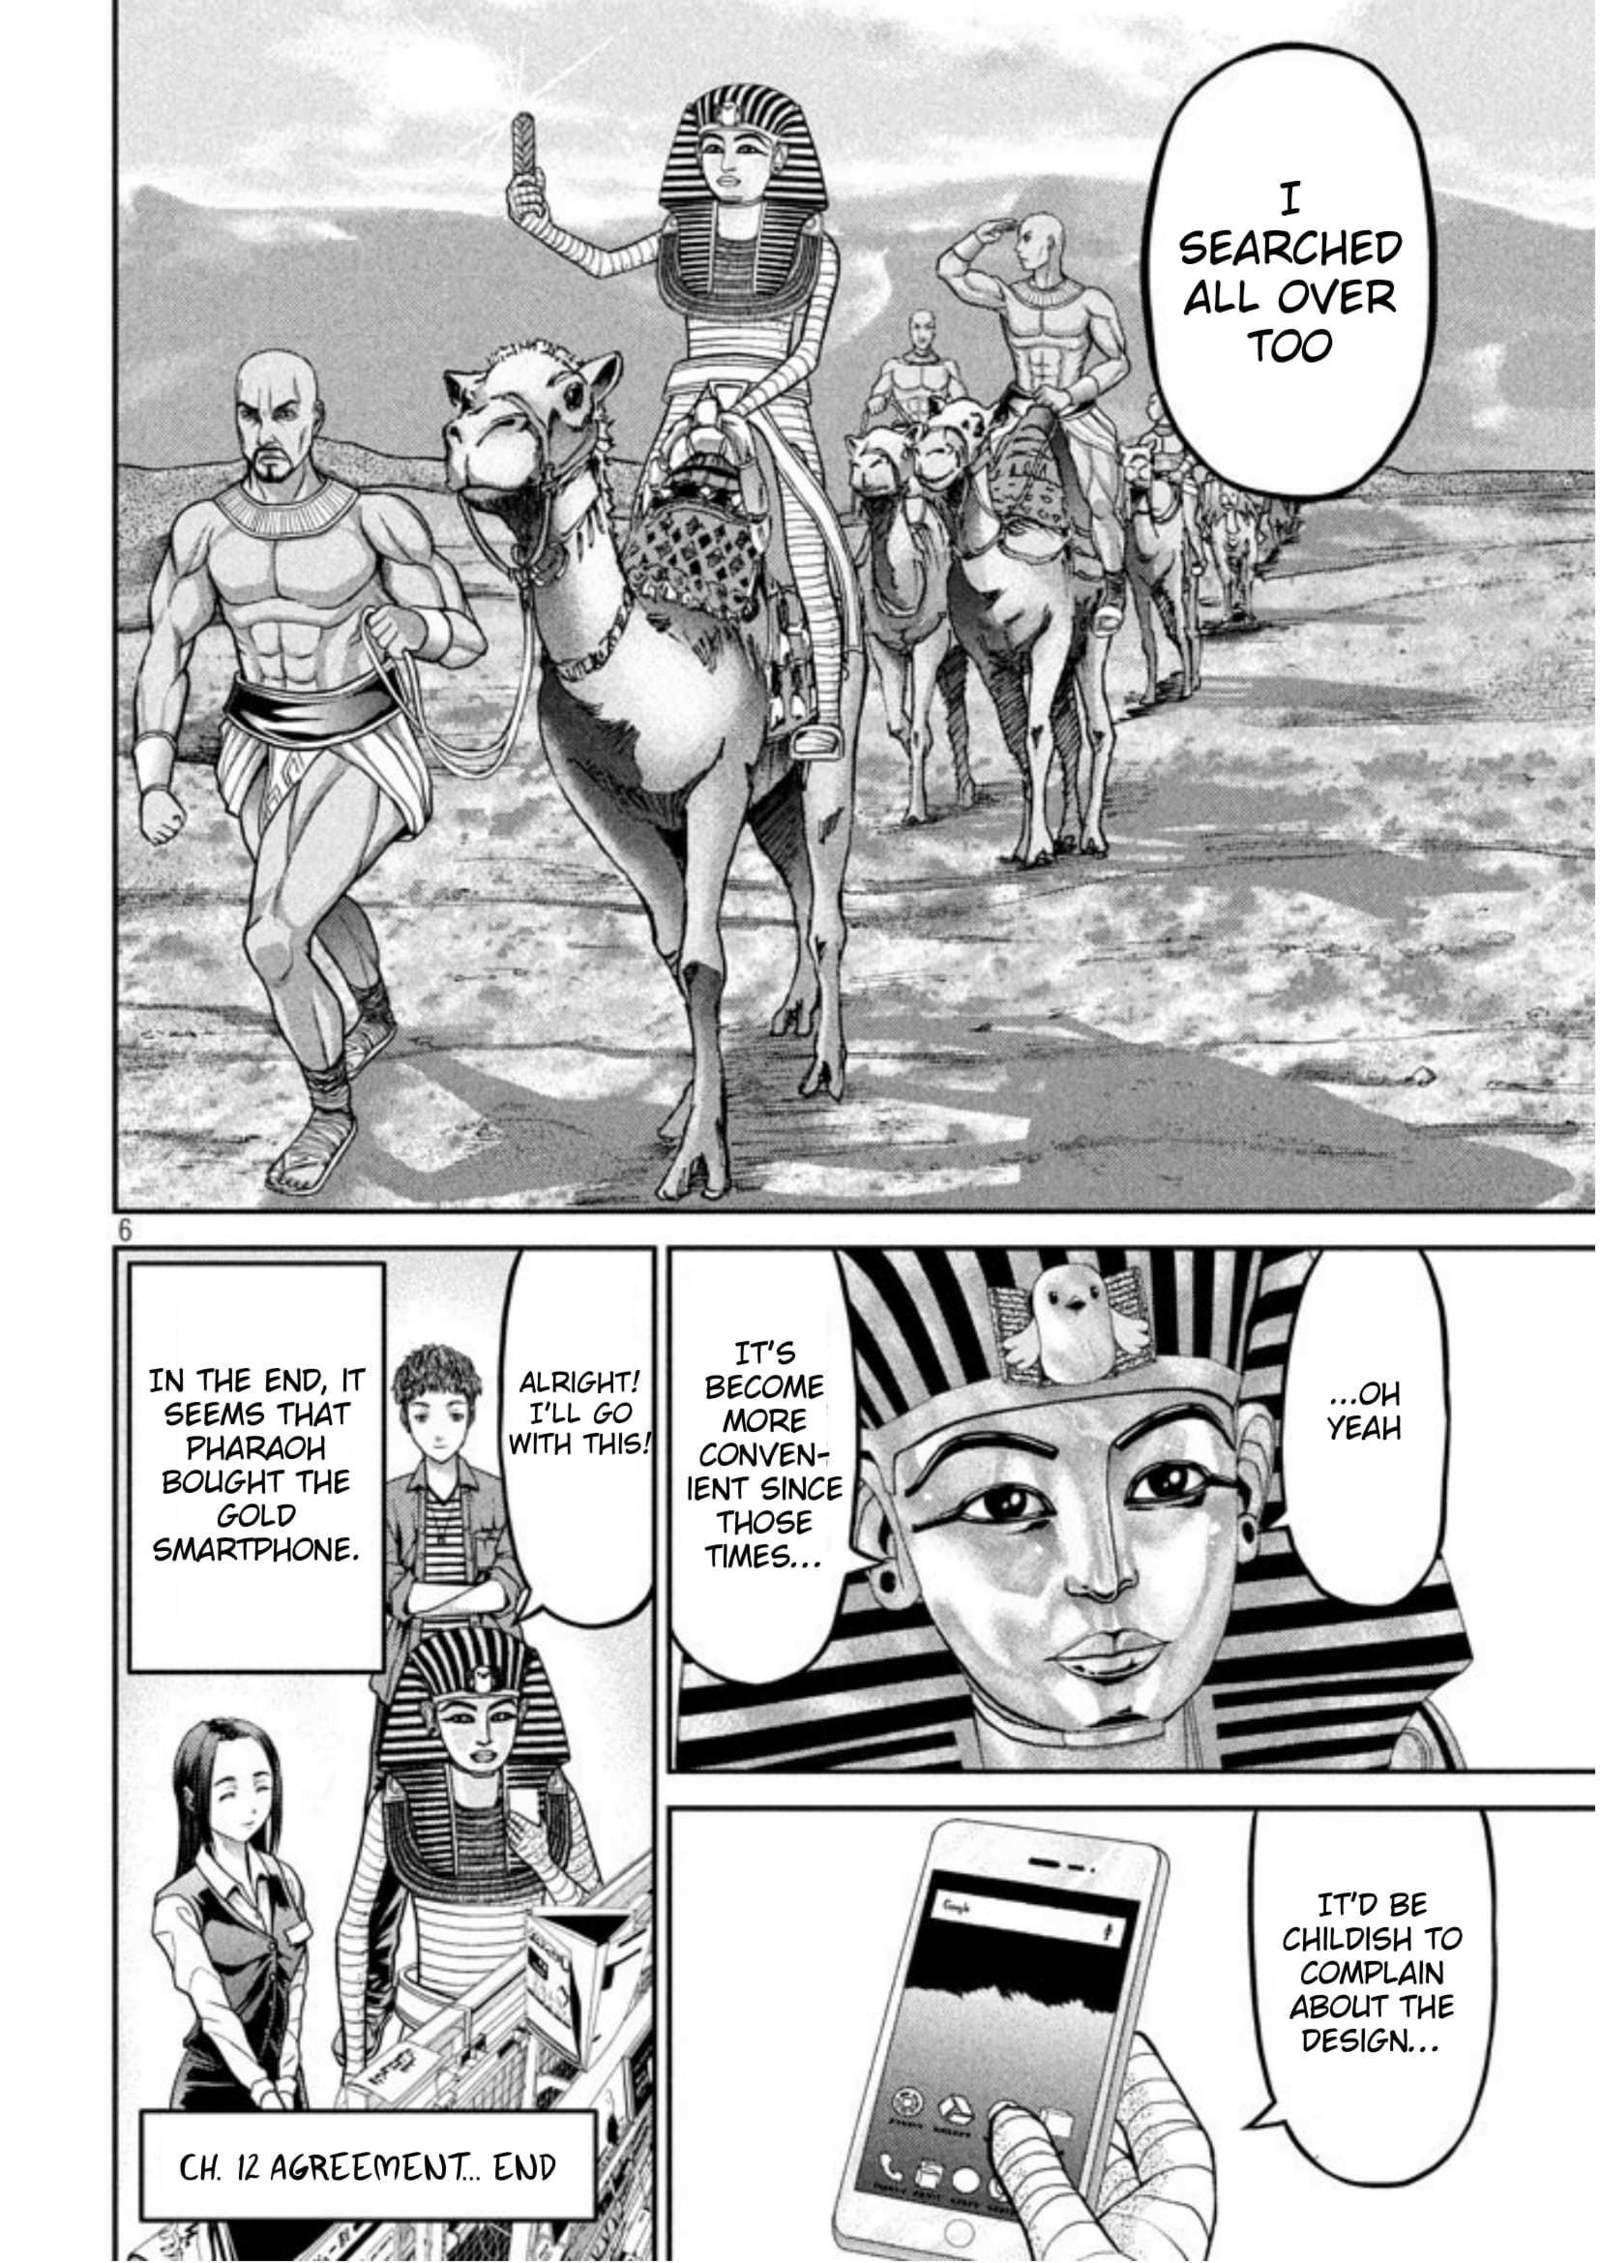 I
SEARCHED
ALL OVER
TOO
6
...OH
YEAH
IT'S
BECOME
MORE
CONVEN-
IENT SINCE
THOSE
TIMES...
IT'D BE
CHILDISH TO
COMPLAIN
ABOUT THE
DESIGN...
Google
ALRIGHT!
I'LL GO
WITH THIS!
IN THE END, IT
SEEMS THAT
PHARAOH
BOUGHT THE
GOLD
SMARTPHONE.
CH. 12 AGREEMENT... END